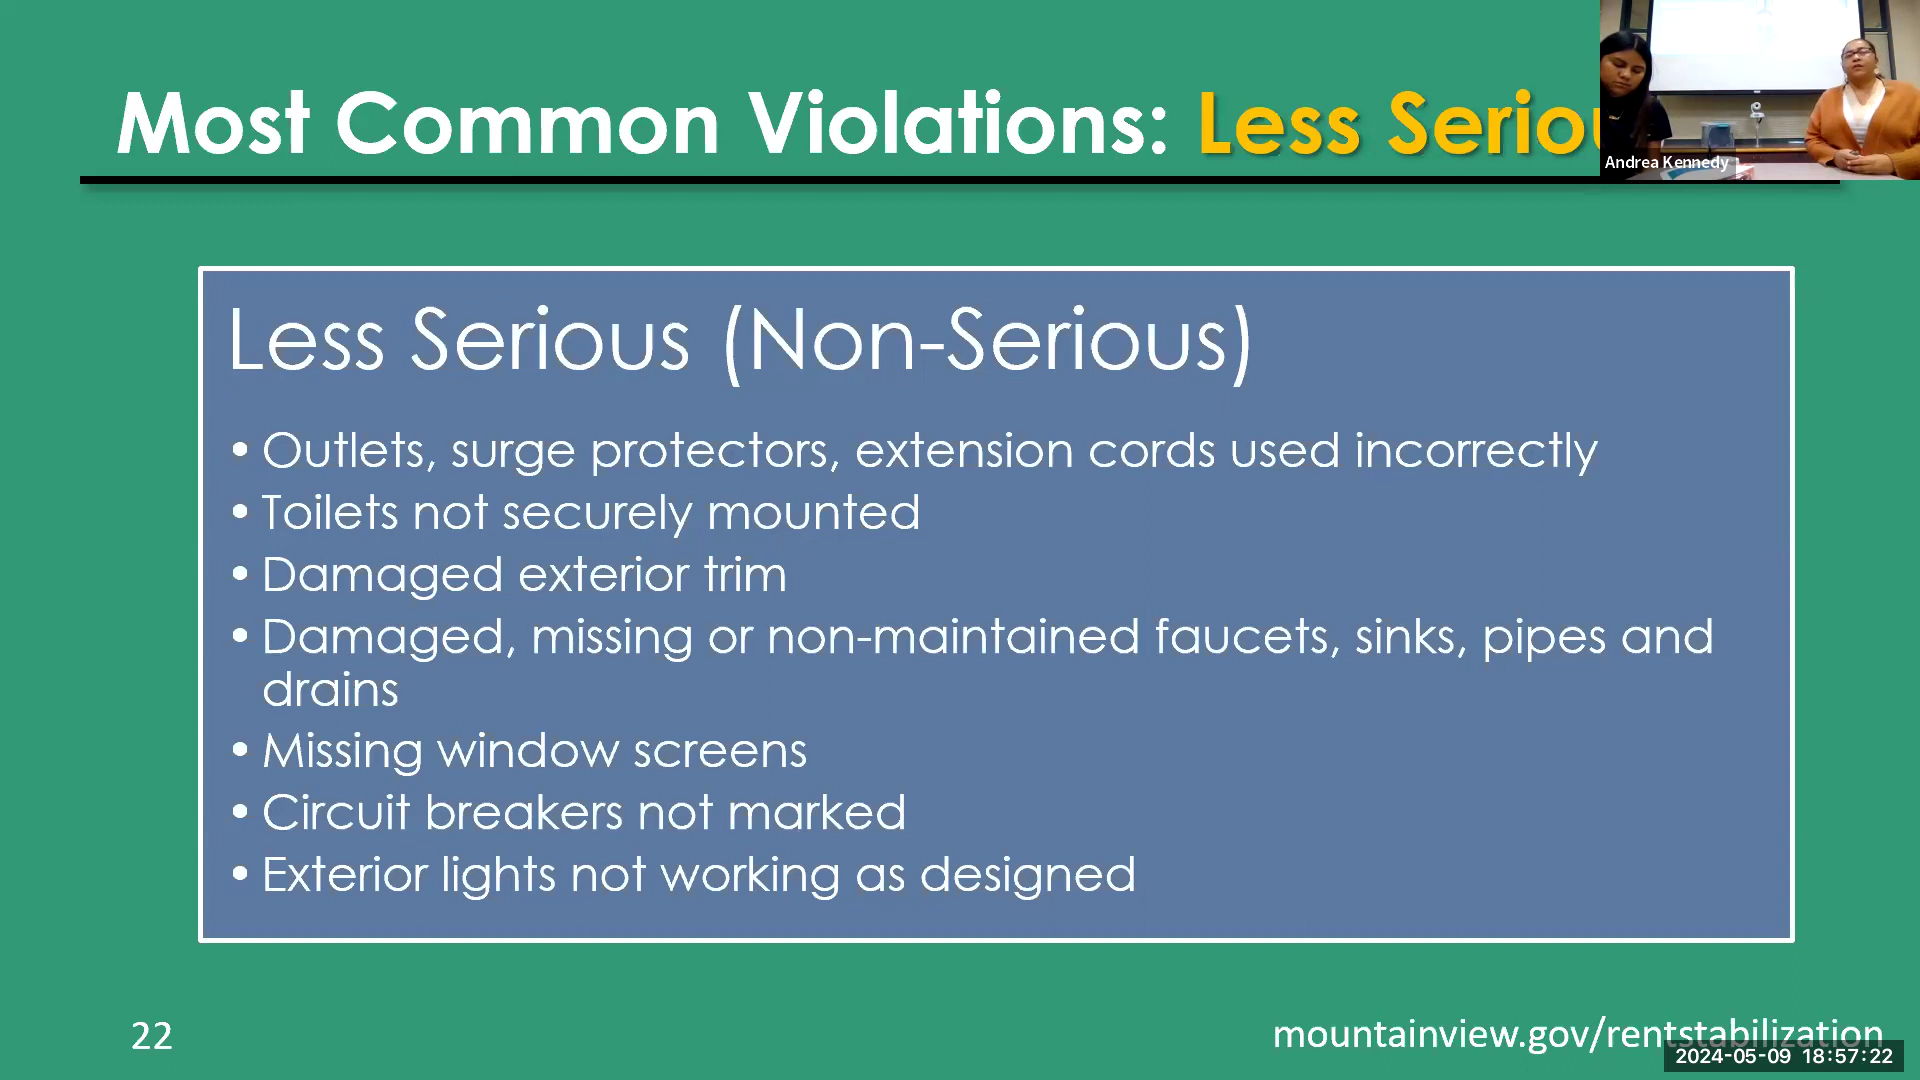 Most Common Violations: Less Seriou
Andrea Kennedy
Less Serious (Non-Serious)
• Outlets, surge protectors, extension cords used incorrectly
• Toilets not securely mounted
• Damaged exterior trim
• Damaged, missing or non-maintained faucets, sinks, pipes and
drains
• Missing window screens
• Circuit breakers not marked
• Exterior lights not working as designed
22
mountainview.gov/rentstabilization
2024-05-09 18:57:22